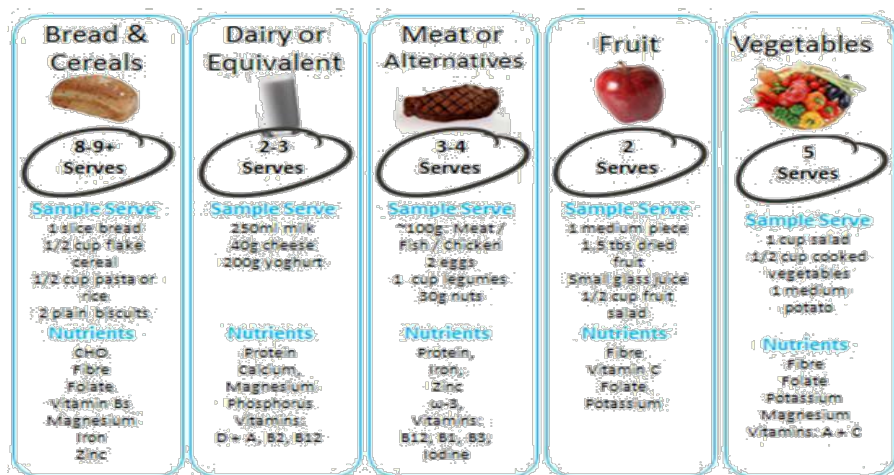 Bread &
Cereals
8-9+
Serves
Sample Serve
1 slice bread
1/2 cup flake
cereal
1/2 cup pasta or
rice
2 plain biscuits
Nutrients
CHO
Fibre
Folate
Vitamin Bs
Magnesium
Iron
Zinc
Dairy or
Equivalent
2-3
Serves
Sample Serve
250ml milk
40g cheese
200g yoghurt
Nutrients
Protein
Calcium,
Magnesium
Phosphorus
Vitamins:
D + A, B2, B12
Meat or
Alternatives
3-4
Serves
Sample Serve
~100g: Meat /
Fish / chicken
2 eggs
1 cup legumes
30g nuts
Nutrients
Protein,
Iron,
Zinc
ω-3,
Vitamins:
B12, B1, B3,
Iodine
Fruit
2
Serves
Sample Serve
1 medium piece
1.5 tbs dried
fruit
Small glass juice
1/2 cup fruit
salad
Nutrients
Fibre
Vitamin C
Folate
Potassium
Vegetables
5
Serves
Sample Serve
1 cup salad
1/2 cup cooked
vegetables
1 medium
potato
Nutrients
Fibre
Folate
Potassium
Magnesium
Vitamins: A + C